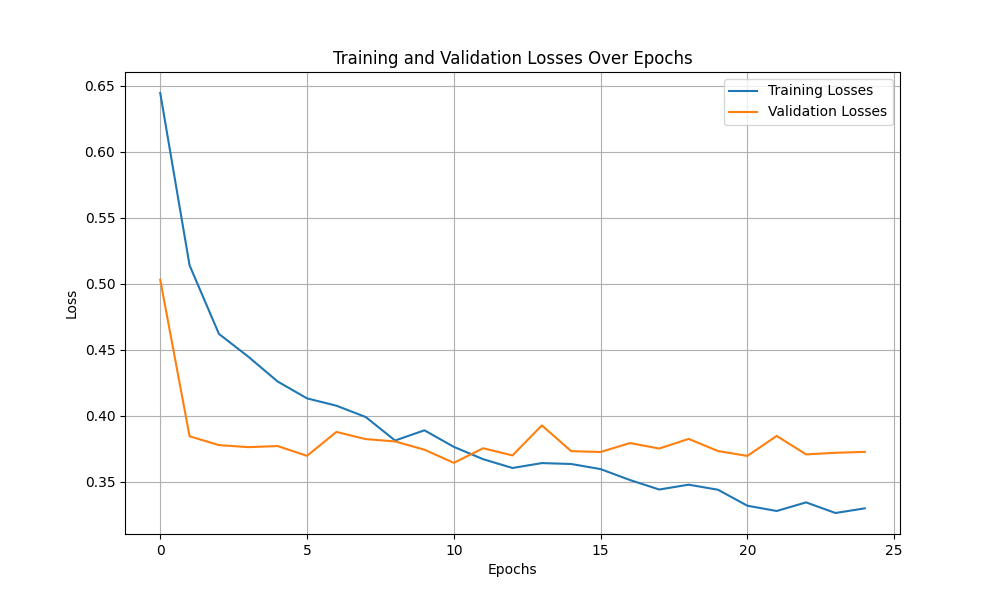 Training and Validation Losses Over Epochs
Training Losses
Validation Losses
Loss
0.65
0.60
0.55
0.50
0.45
0.40
0.35
0
5
10
15
20
25
Epochs